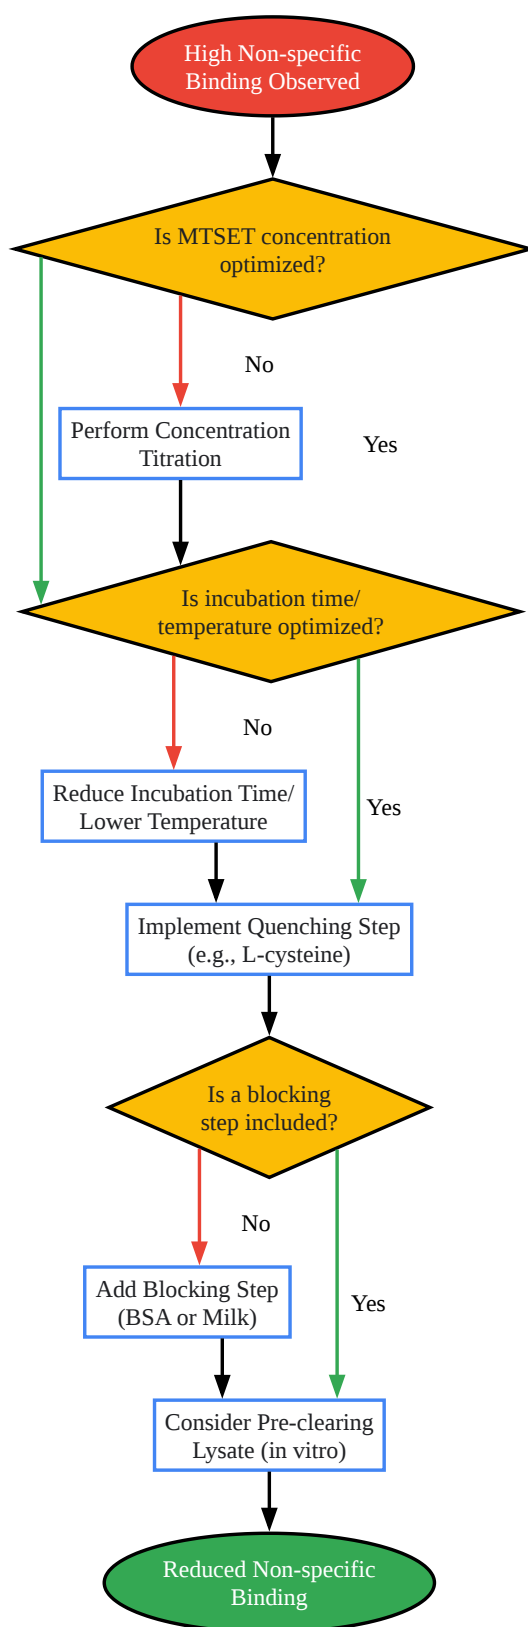 High Non-specific
Binding Observed
Is MTSET concentration
optimized?
No
Perform Concentration
Titration
Yes
Is incubation time/
temperature optimized?
No
Reduce Incubation Time/
Lower Temperature
Yes
Implement Quenching Step
(e.g., L-cysteine)
Is a blocking
step included?
No
Add Blocking Step
(BSA or Milk)
Yes
Consider Pre-clearing
Lysate (in vitro)
Reduced Non-specific
Binding